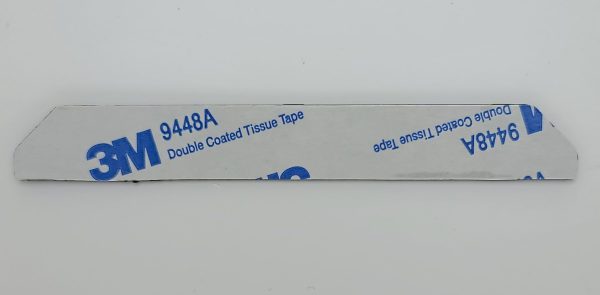 3M 9448A
Double Coated Tissue Tape
9448A
Double Coated Tissue Tape